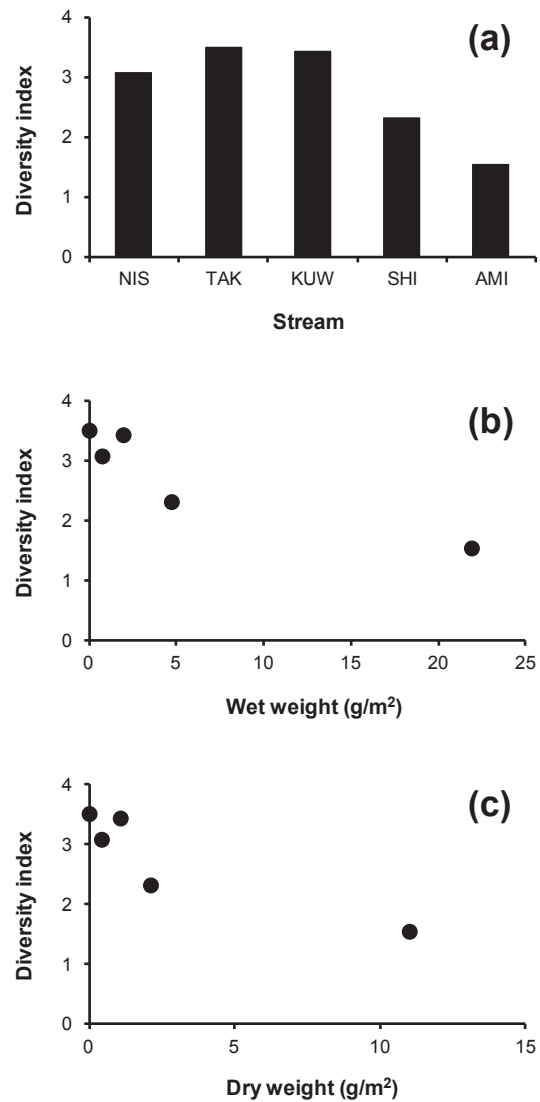 (a)
Diversity index
4
3
2
1
0
NIS TAK KUW SHI AMI
Stream
(b)
Diversity index
4
3
2
1
0
0 5 10 15 20 25
Wet weight (g/m²)
(c)
Diversity index
4
3
2
1
0
0 5 10 15
Dry weight (g/m²)